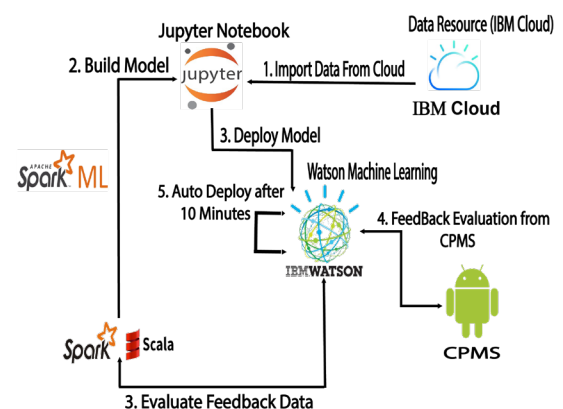 Data Resource (IBM Cloud)
Jupyter Notebook
2. Build Model
jupyter
1. Import Data From Cloud
IBM Cloud
3. Deploy Model
APACHE
Spark ML
Watson Machine Learning
5. Auto Deploy after
10 Minutes
4. FeedBack Evaluation from
CPMS
IBMWATSON
Spark
Scala
CPMS
3. Evaluate Feedback Data